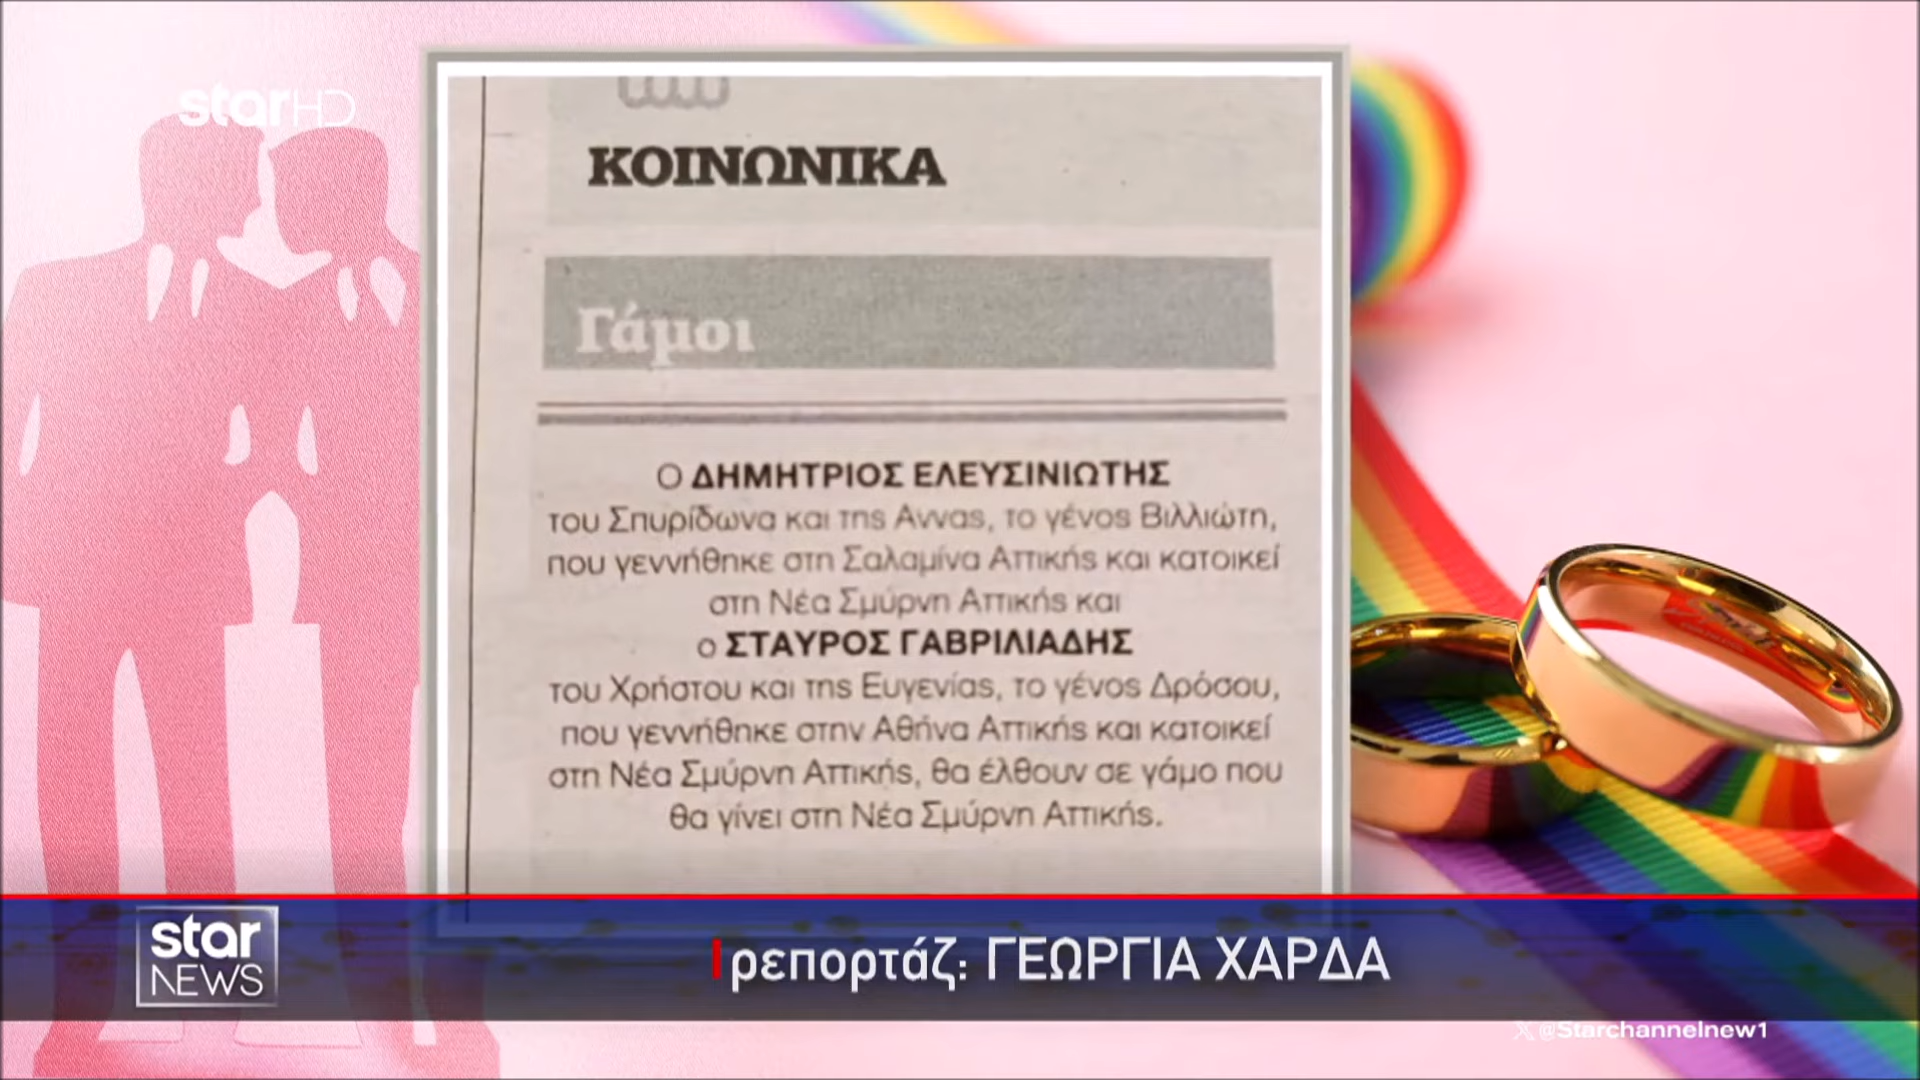 starHD
ΚΟΙΝΩΝΙΚΑ
Γάμοι
Ο ΔΗΜΗΤΡΙΟΣ ΕΛΕΥΣΙΝΙΩΤΗΣ
του Σπυρίδωνα και της Αννας, το γένος Βιλλιώτη,
που γεννήθηκε στη Σαλαμίνα Αττικής και κατοικεί
στη Νέα Σμύρνη Αττικής και
ο ΣΤΑΥΡΟΣ ΓΑΒΡΙΛΙΑΔΗΣ
του Χρήστου και της Ευγενίας, το γένος Δρόσου,
που γεννήθηκε στην Αθήνα Αττικής και κατοικεί
στη Νέα Σμύρνη Αττικής, θα έλθουν σε γάμο που
θα γίνει στη Νέα Σμύρνη Αττικής.
star
NEWS
ρεπορτάζ: ΓΕΩΡΓΙΑ ΧΑΡΔΑ
X @Starchannelnew1